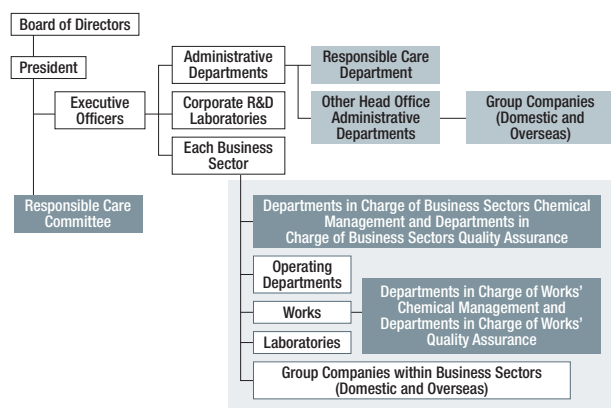 Board of Directors
President
Executive
Officers
Administrative
Departments
Corporate R&D
Laboratories
Each Business
Sector
Responsible Care
Department
Other Head Office
Administrative
Departments
Group Companies
(Domestic and
Overseas)
Responsible Care
Committee
Departments in Charge of Business Sectors Chemical
Management and Departments in
Charge of Business Sectors Quality Assurance
Operating
Departments
Works
Laboratories
Departments in Charge of Works'
Chemical Management and
Departments in Charge of Works'
Quality Assurance
Group Companies within Business Sectors
(Domestic and Overseas)